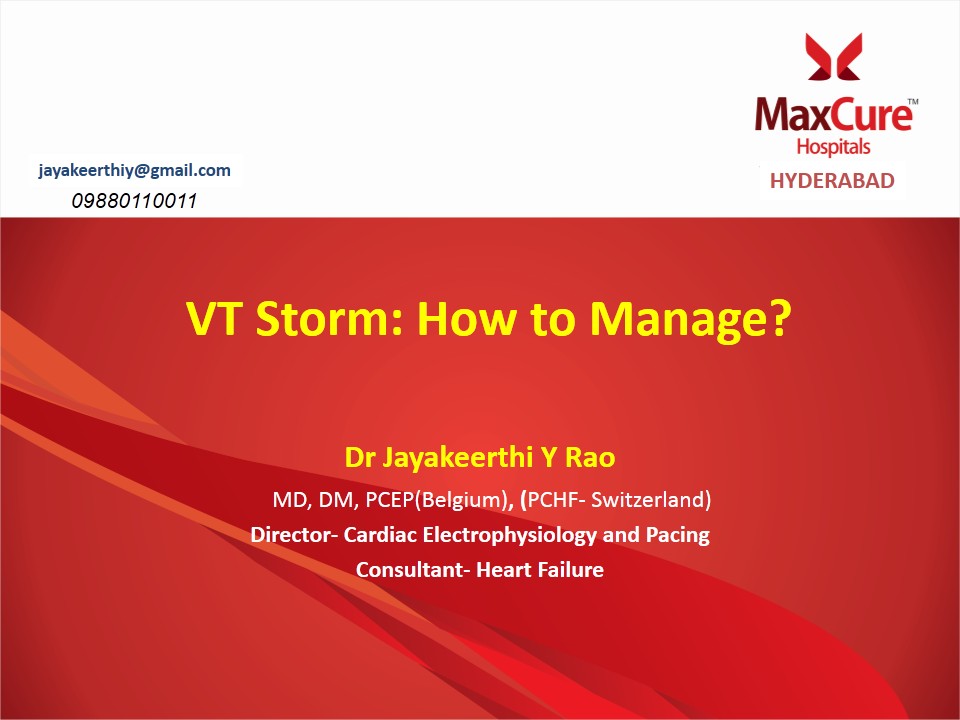 MaxCure™
Hospitals
HYDERABAD
jayakeerthiy@gmail.com
09880110011
VT Storm: How to Manage?
Dr Jayakeerthi Y Rao
MD, DM, PCEP(Belgium), (PCHF- Switzerland)
Director- Cardiac Electrophysiology and Pacing
Consultant- Heart Failure